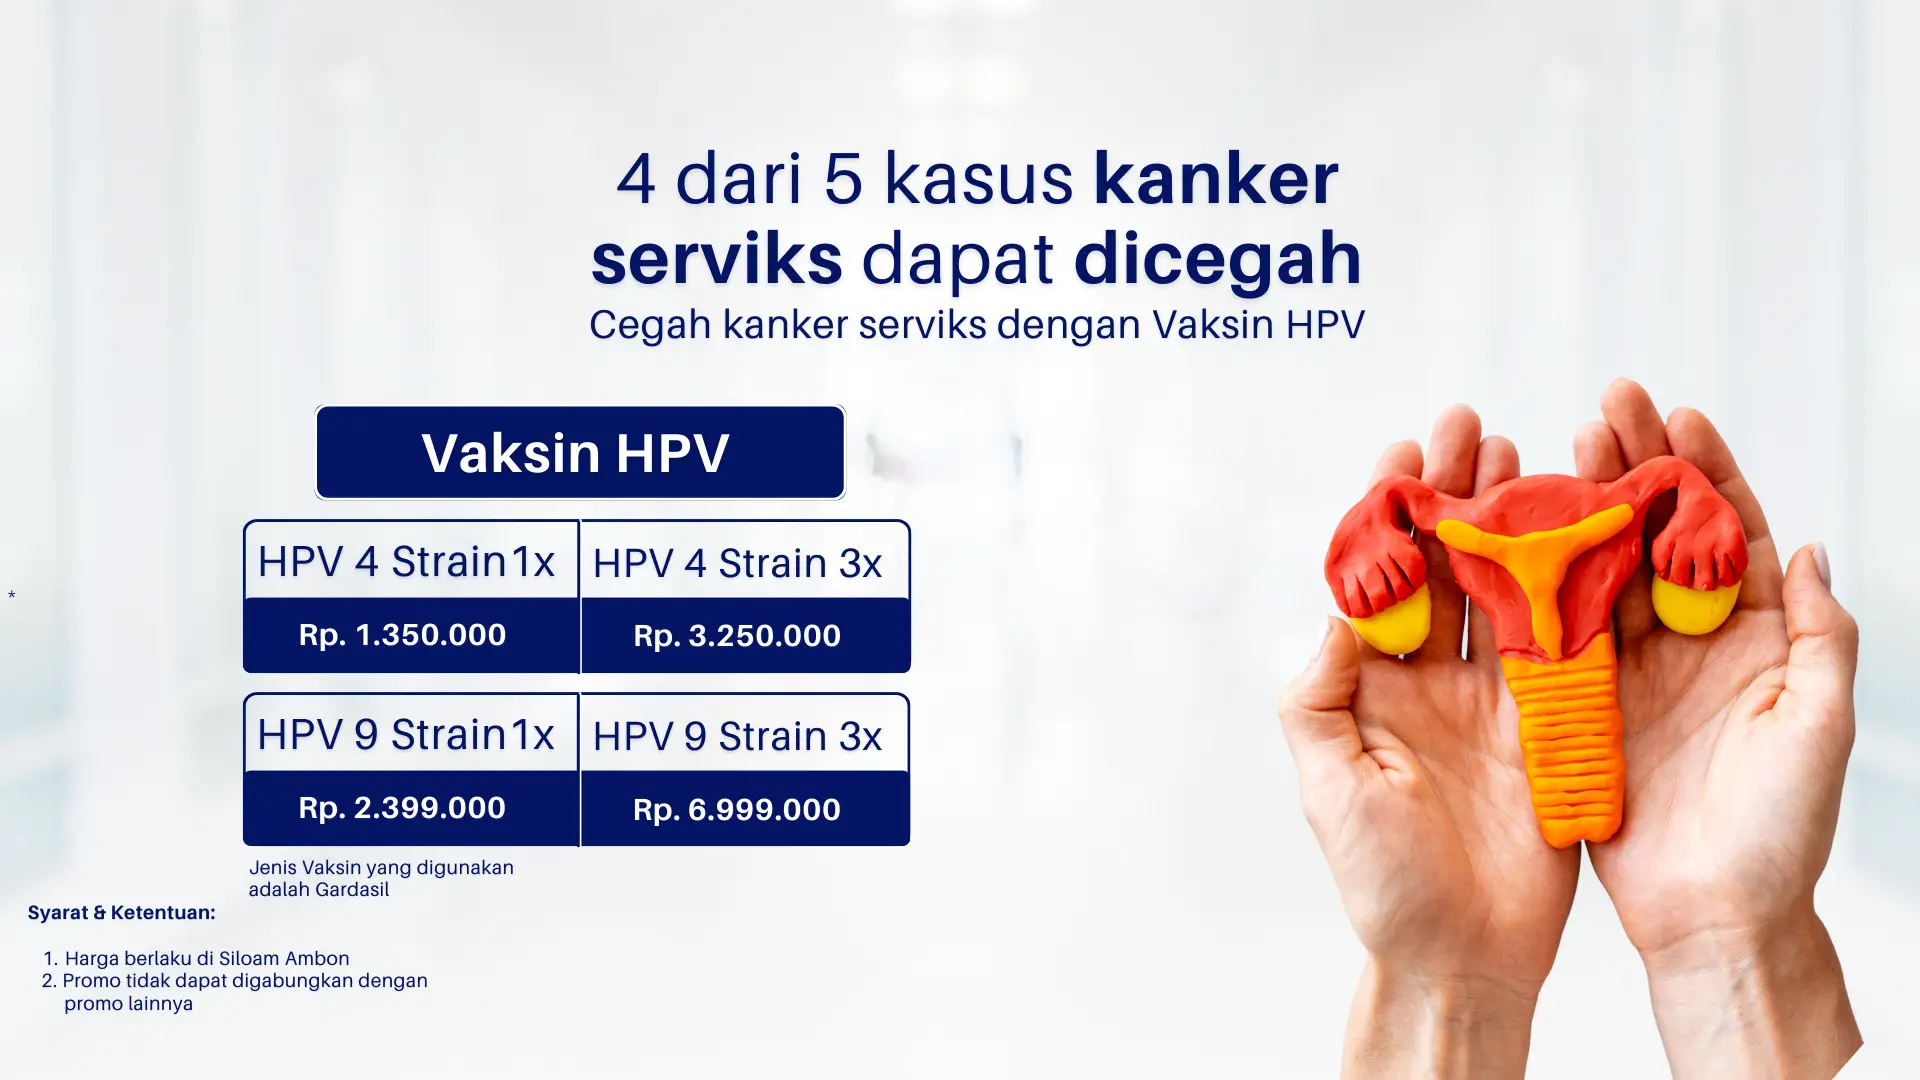 4 dari 5 kasus kanker
serviks dapat dicegah
Cegah kanker serviks dengan Vaksin HPV
Vaksin HPV
HPV 4 Strain 1x
HPV 4 Strain 3x
Rp. 1.350.000
Rp. 3.250.000
HPV 9 Strain 1x
HPV 9 Strain 3x
Rp. 2.399.000
Rp. 6.999.000
*
Jenis Vaksin yang digunakan
adalah Gardasil
Syarat & Ketentuan:
1. Harga berlaku di Siloam Ambon
2. Promo tidak dapat digabungkan dengan
promo lainnya